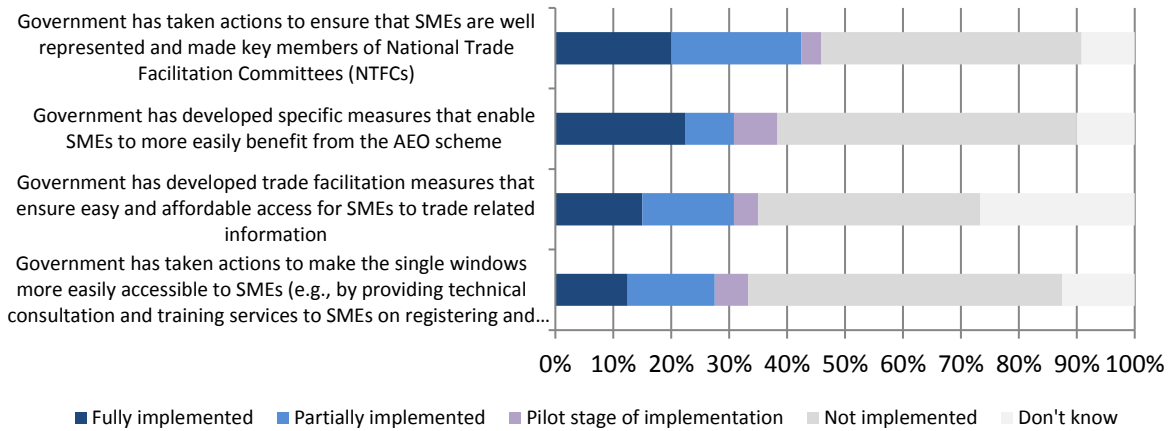 Government has taken actions to ensure that SMEs are well
represented and made key members of National Trade
Facilitation Committees (NTFCs)
Government has developed specific measures that enable
SMEs to more easily benefit from the AEO scheme
Government has developed trade facilitation measures that
ensure easy and affordable access for SMEs to trade related
information
Government has taken actions to make the single windows
more easily accessible to SMEs (e.g., by providing technical
consultation and training services to SMEs on registering and...
0% 10% 20% 30% 40% 50% 60% 70% 80% 90% 100%
Fully implemented Partially implemented Pilot stage of implementation Not implemented Don't know